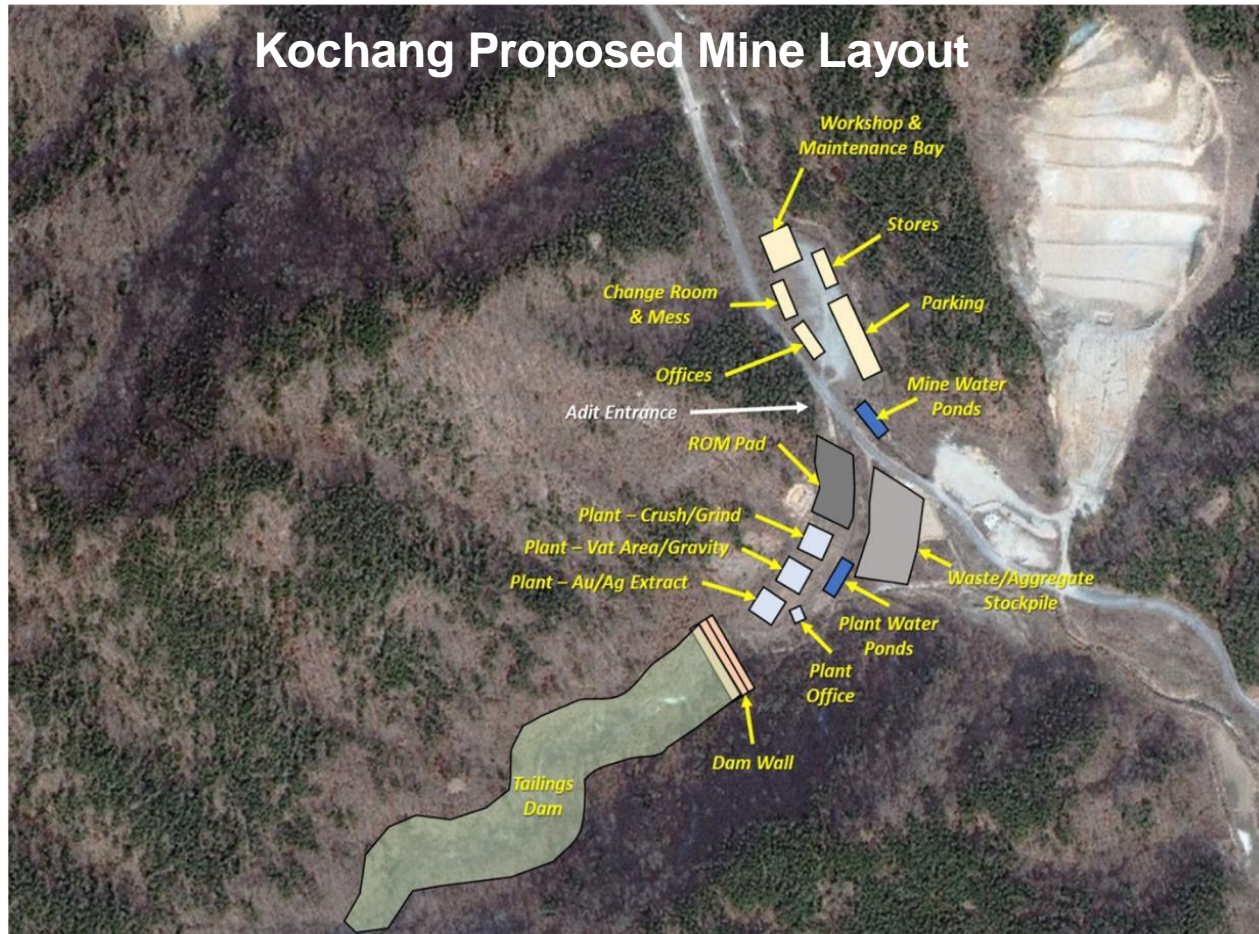 Kochang Proposed Mine Layout
Workshop &
Maintenance Bay
Stores
Change Room
& Mess
Parking
Offices
Mine Water
Ponds
Adit Entrance
ROM Pad
Plant – Crush/Grind
Plant – Vat Area/Gravity
Plant – Au/Ag Extract
Waste/Aggregate
Stockpile
Plant Water
Ponds
Plant
Office
Dam Wall
Tailings
Dam